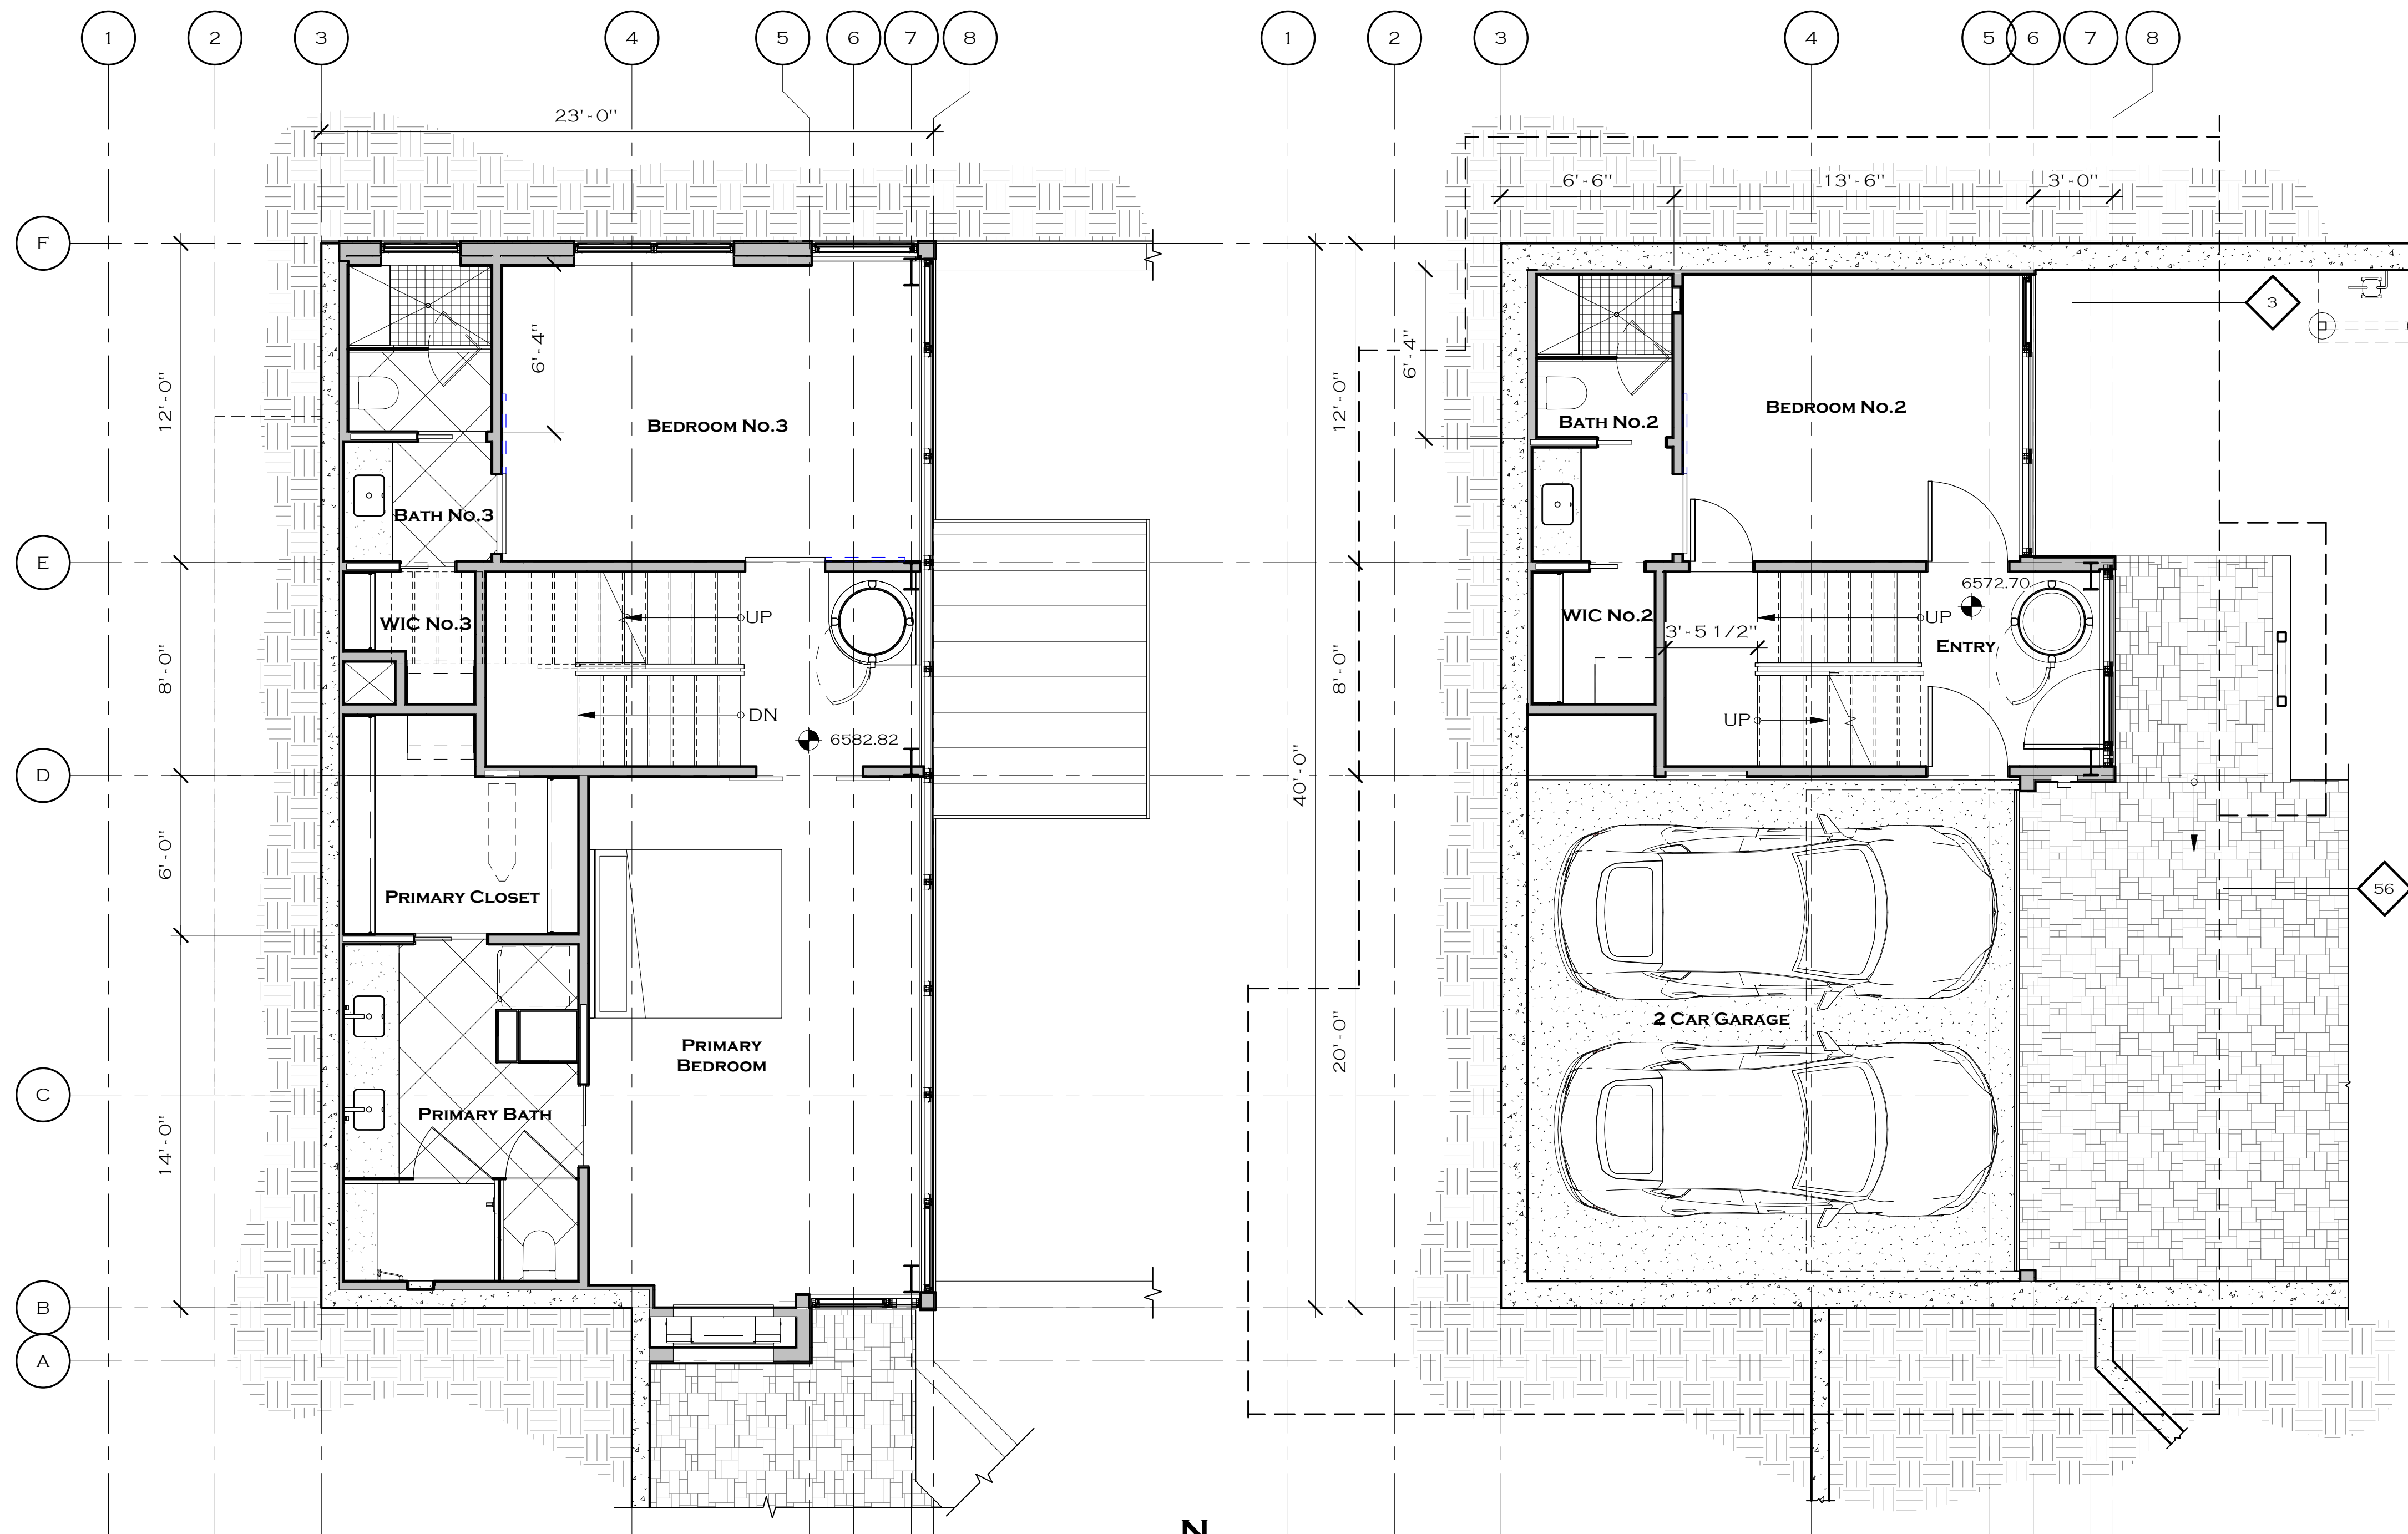 1 2 3 4 5 6 7 8
1 2 3 4 5 6 7 8
23'-0"
6'-6" 13'-6" 3'-0"
F
3
6'-4"
6'-4"
12'-0"
12'-0"
BEDROOM NO.3
BEDROOM NO.2
BATH NO.2
BATH NO.3
E
6572.70
WIC NO.3
UP
WIC NO.2
UP
3'-5 1/2"
ENTRY
8'-0"
8'-0"
DN
UP
6582.82
D
40'-0"
6'-0"
PRIMARY CLOSET
56
2 CAR GARAGE
20'-0"
PRIMARY
BEDROOM
C
PRIMARY BATH
14'-0"
B
A
N